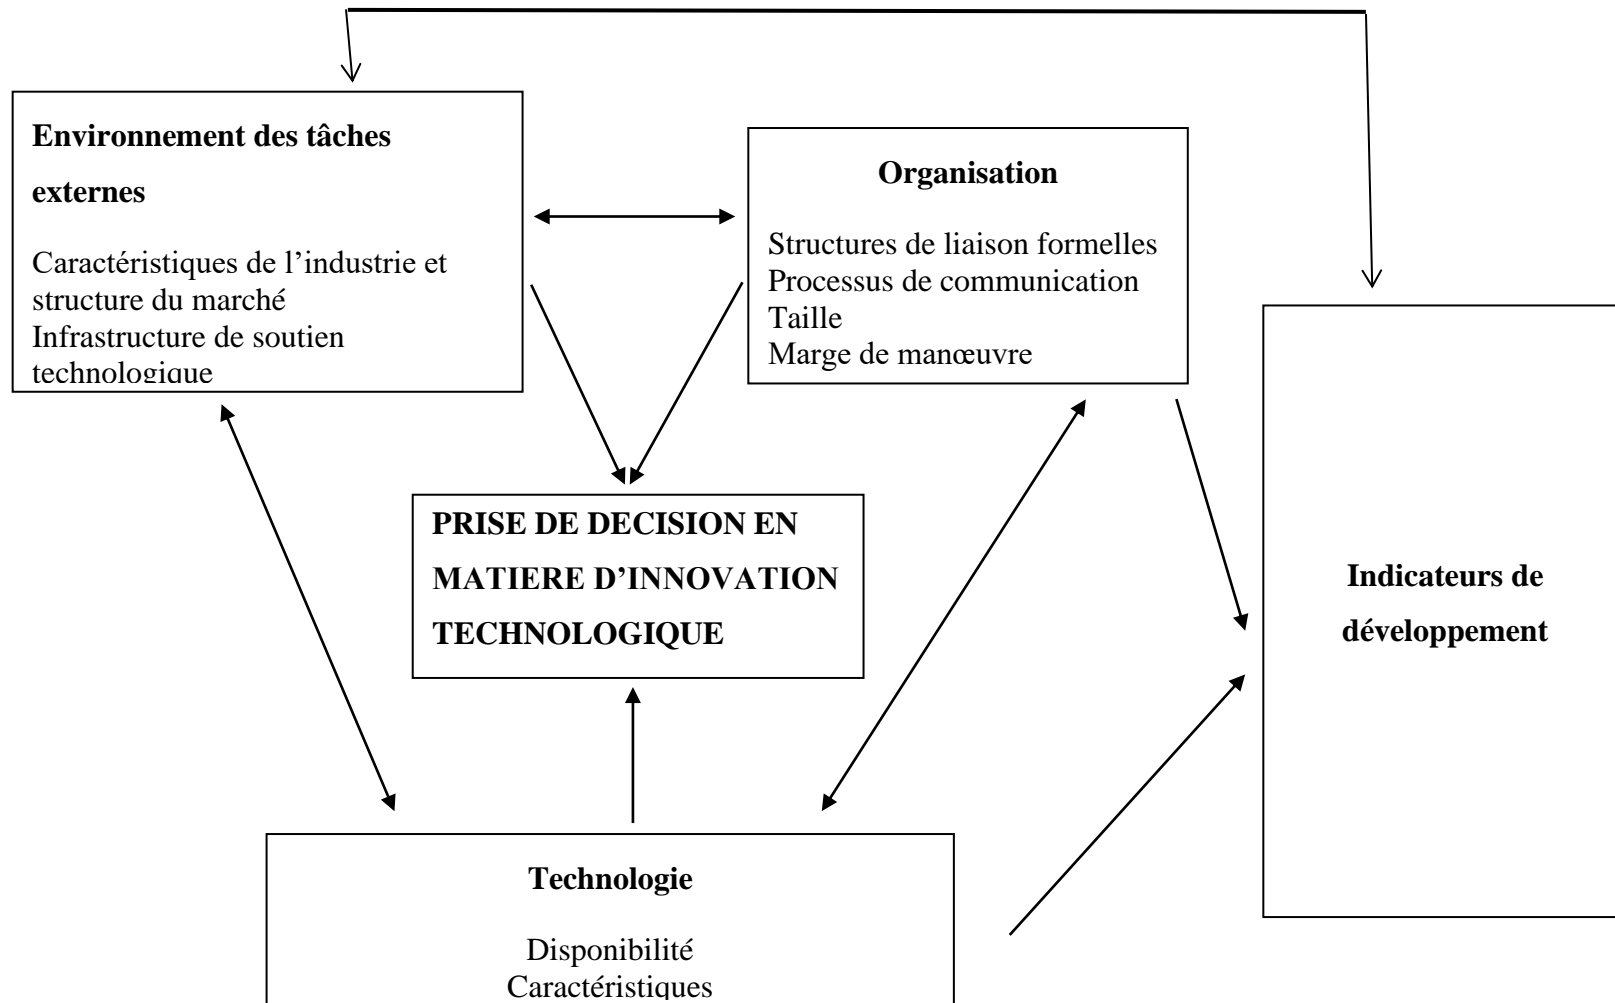 Environnement des tâches
externes
Caractéristiques de l’industrie et
structure du marché
Infrastructure de soutien
technologique
Organisation
Structures de liaison formelles
Processus de communication
Taille
Marge de manœuvre
PRISE DE DECISION EN
MATIERE D’INNOVATION
TECHNOLOGIQUE
Indicateurs de
développement
Technologie
Disponibilité
Caractéristiques